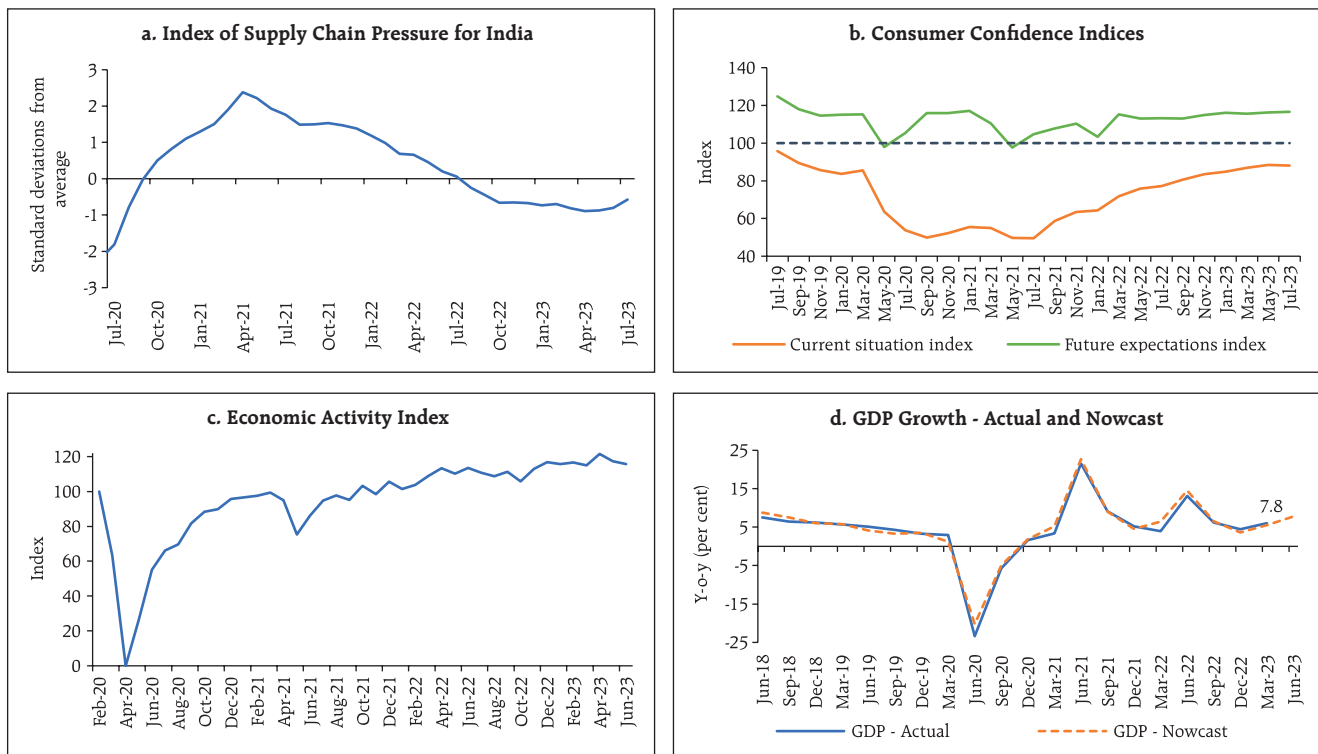 a. Index of Supply Chain Pressure for India
Standard deviations from
average
3
2
1
0
-1
-2
-3
Jul-20
Oct-20
Jan-21
Apr-21
Jul-21
Oct-21
Jan-22
Apr-22
Jul-22
Oct-22
Jan-23
Apr-23
Jul-23
b. Consumer Confidence Indices
Index
140
120
100
80
60
40
Jul-19
Sep-19
Nov-19
Jan-20
Mar-20
May-20
Jul-20
Sep-20
Nov-20
Jan-21
Mar-21
May-21
Jul-21
Sep-21
Nov-21
Jan-22
Mar-22
May-22
Jul-22
Sep-22
Nov-22
Jan-23
Mar-23
May-23
Jul-23
Current situation index
Future expectations index
c. Economic Activity Index
Index
120
100
80
60
40
20
0
Feb-20
Apr-20
Jun-20
Aug-20
Oct-20
Dec-20
Feb-21
Apr-21
Jun-21
Aug-21
Oct-21
Dec-21
Feb-22
Apr-22
Jun-22
Aug-22
Oct-22
Dec-22
Feb-23
Apr-23
Jun-23
d. GDP Growth - Actual and Nowcast
Y-o-y (per cent)
25
15
5
-5
-15
-25
7.8
Jun-18
Sep-18
Dec-18
Mar-19
Jun-19
Sep-19
Dec-19
Mar-20
Jun-20
Sep-20
Dec-20
Mar-21
Jun-21
Sep-21
Dec-21
Mar-22
Jun-22
Sep-22
Dec-22
Mar-23
Jun-23
GDP - Actual
GDP - Nowcast